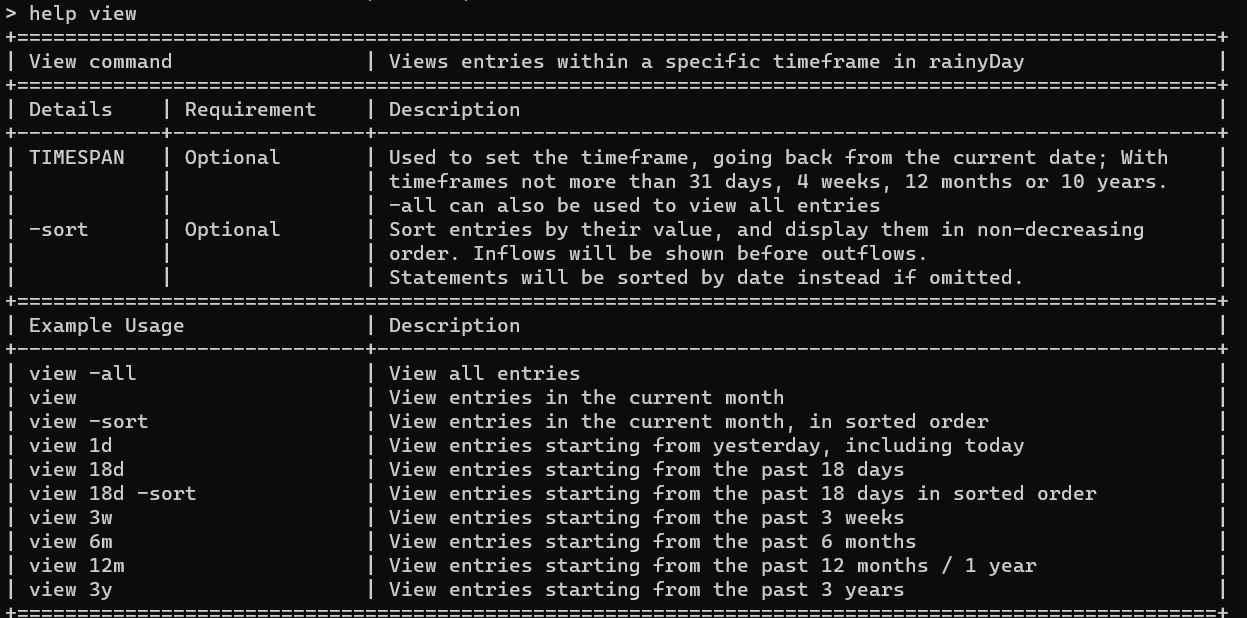 > help view
+====================================================================================================+
| View command                | Views entries within a specific timeframe in rainyDay                |
+====================================================================================================+
| Details    | Requirement    | Description                                                          |
+------------+----------------+----------------------------------------------------------------------+
| TIMESPAN   | Optional       | Used to set the timeframe, going back from the current date; With    |
|            |                | timeframes not more than 31 days, 4 weeks, 12 months or 10 years.    |
|            |                | -all can also be used to view all entries                            |
| -sort      | Optional       | Sort entries by their value, and display them in non-decreasing      |
|            |                | order. Inflows will be shown before outflows.                        |
|            |                | Statements will be sorted by date instead if omitted.                |
+====================================================================================================+
| Example Usage               | Description                                                          |
+-----------------------------+----------------------------------------------------------------------+
| view -all                   | View all entries                                                     |
| view                        | View entries in the current month                                    |
| view -sort                  | View entries in the current month, in sorted order                   |
| view 1d                     | View entries starting from yesterday, including today                |
| view 18d                    | View entries starting from the past 18 days                          |
| view 18d -sort              | View entries starting from the past 18 days in sorted order          |
| view 3w                     | View entries starting from the past 3 weeks                          |
| view 6m                     | View entries starting from the past 6 months                         |
| view 12m                    | View entries starting from the past 12 months / 1 year               |
| view 3y                     | View entries starting from the past 3 years                          |
+====================================================================================================+